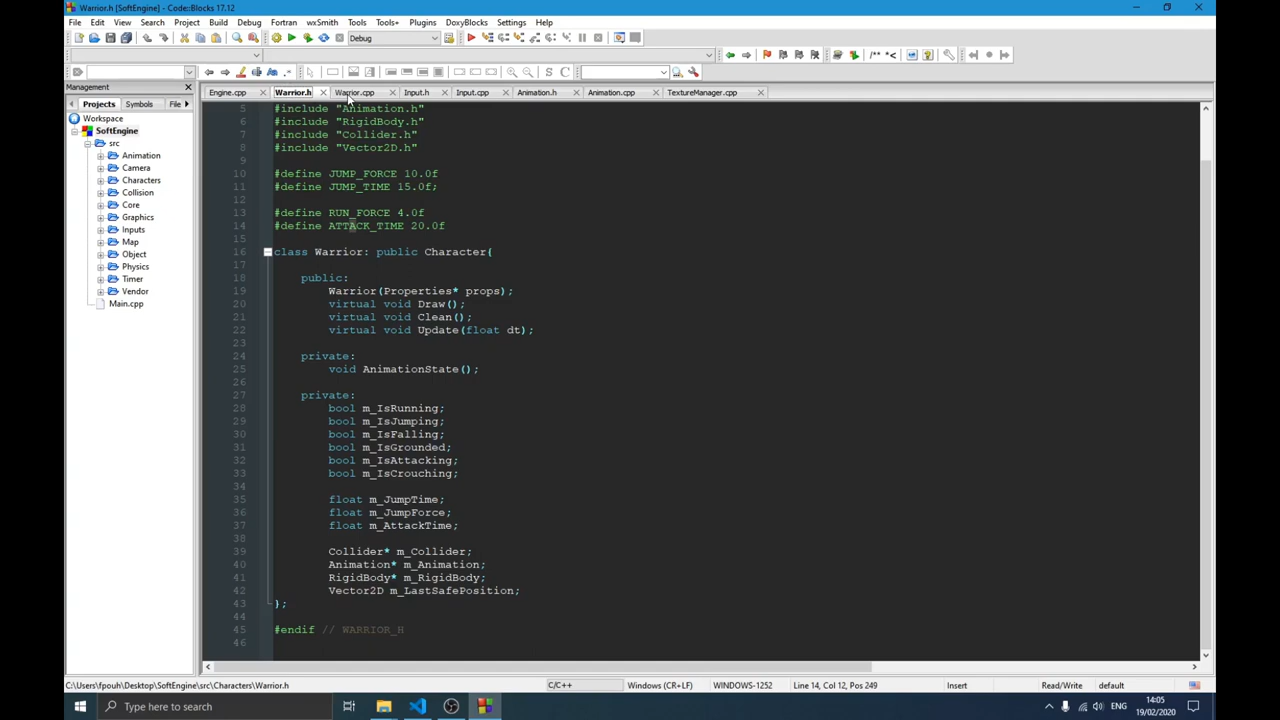 Warrior.h [SoftEngine] - Code::Blocks 17.12
File Edit View Search Project Build Debug Fortran wxSmith Tools Tools+ Plugins DoxyBlocks Settings Help
Debug
/** *<
S C
Management
Projects Symbols File
Workspace
SoftEngine
src
Animation
Camera
Characters
Collision
Core
Graphics
Inputs
Map
Object
Physics
Timer
Vendor
Main.cpp
Engine.cpp Warrior.h Warrior.cpp Input.h Input.cpp Animation.h Animation.cpp TextureManager.cpp
5 #include "Animation.h"
6 #include "RigidBody.h"
7 #include "Collider.h"
8 #include "Vector2D.h"
9
10 #define JUMP_FORCE 10.0f
11 #define JUMP_TIME 15.0f;
12
13 #define RUN_FORCE 4.0f
14 #define ATTACK_TIME 20.0f
15
16 class Warrior: public Character{
17
18 public:
19 Warrior(Properties* props);
20 virtual void Draw();
21 virtual void Clean();
22 virtual void Update(float dt);
23
24 private:
25 void AnimationState();
26
27 private:
28 bool m_IsRunning;
29 bool m_IsJumping;
30 bool m_IsFalling;
31 bool m_IsGrounded;
32 bool m_IsAttacking;
33 bool m_IsCrouching;
34
35 float m_JumpTime;
36 float m_JumpForce;
37 float m_AttackTime;
38
39 Collider* m_Collider;
40 Animation* m_Animation;
41 RigidBody* m_RigidBody;
42 Vector2D m_LastSafePosition;
43 };
44
45 #endif // WARRIOR_H
46
C:\Users\fpouh\Desktop\SoftEngine\src\Characters\Warrior.h C/C++ Windows (CR+LF) WINDOWS-1252 Line 14, Col 12, Pos 249 Insert Read/Write default
Type here to search
ENG
14:05
19/02/2020